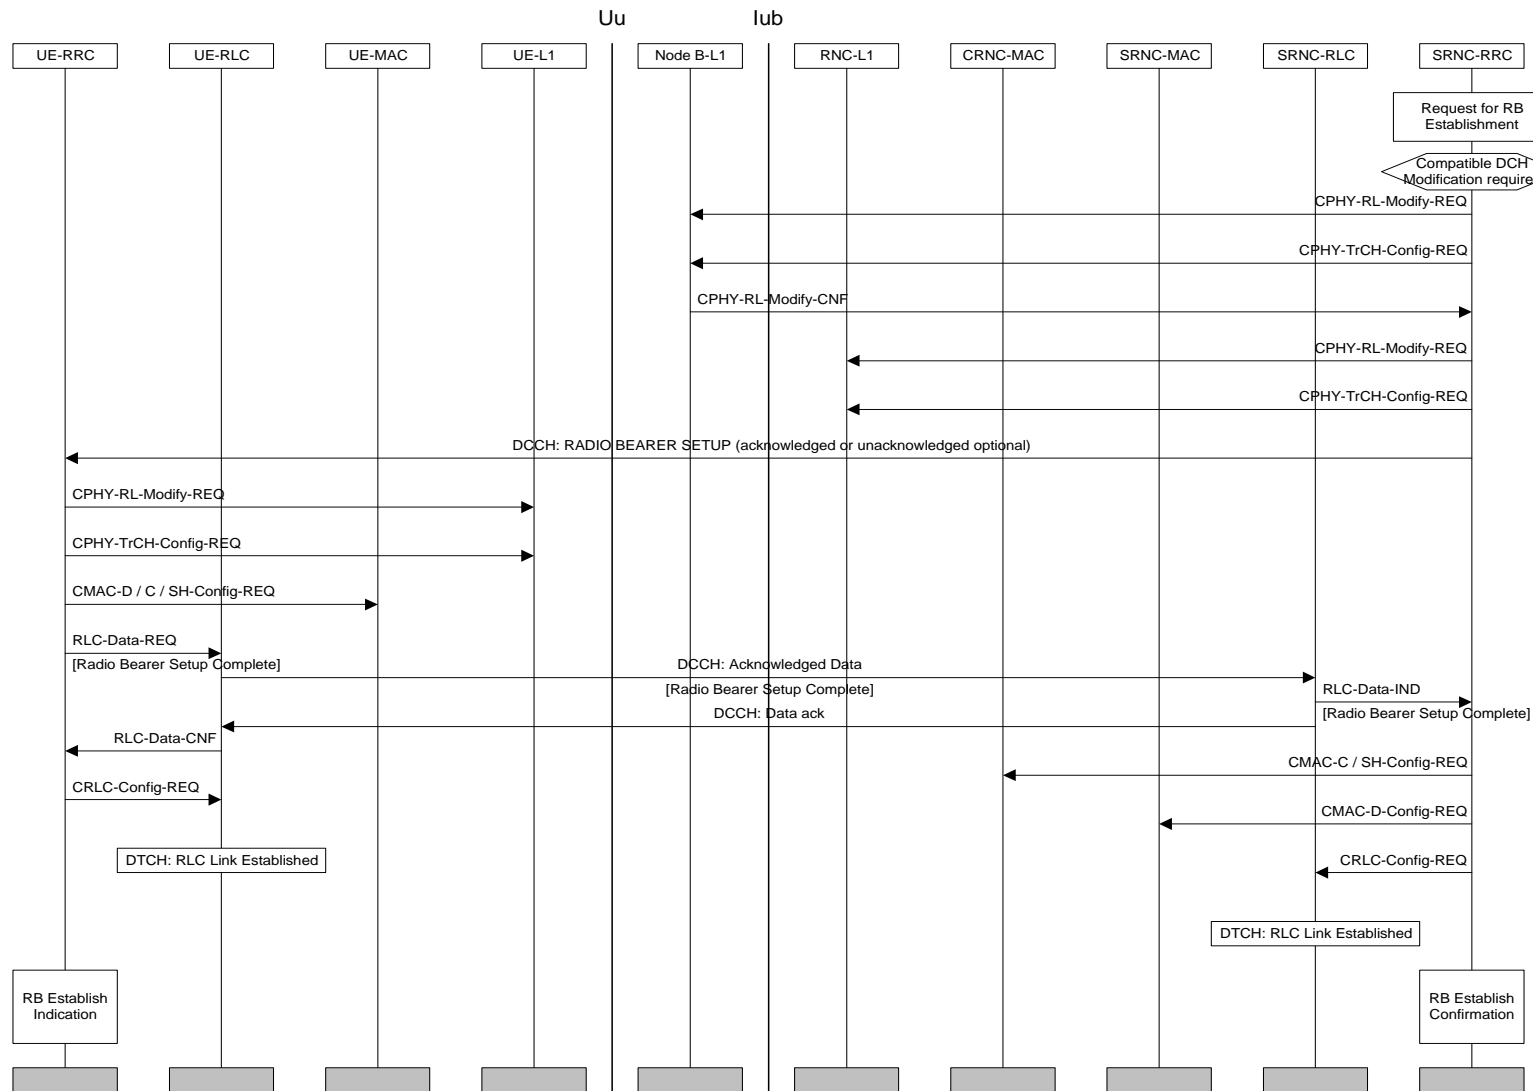 Uu
Iub
UE-RRC
UE-RLC
UE-MAC
UE-L1
Node B-L1
RNC-L1
CRNC-MAC
SRNC-MAC
SRNC-RLC
SRNC-RRC
Request for RB
Establishment
Compatible DCH
Modification require
CPHY-RL-Modify-REQ
CPHY-TrCH-Config-REQ
CPHY-RL-Modify-CNF
CPHY-RL-Modify-REQ
CPHY-TrCH-Config-REQ
DCCH: RADIO BEARER SETUP (acknowledged or unacknowledged optional)
CPHY-RL-Modify-REQ
CPHY-TrCH-Config-REQ
CMAC-D / C / SH-Config-REQ
RLC-Data-REQ
[Radio Bearer Setup Complete]
DCCH: Acknowledged Data
[Radio Bearer Setup Complete]
RLC-Data-IND
[Radio Bearer Setup Complete]
DCCH: Data ack
RLC-Data-CNF
CMAC-C / SH-Config-REQ
CRLC-Config-REQ
CMAC-D-Config-REQ
DTCH: RLC Link Established
CRLC-Config-REQ
DTCH: RLC Link Established
RB Establish
Indication
RB Establish
Confirmation